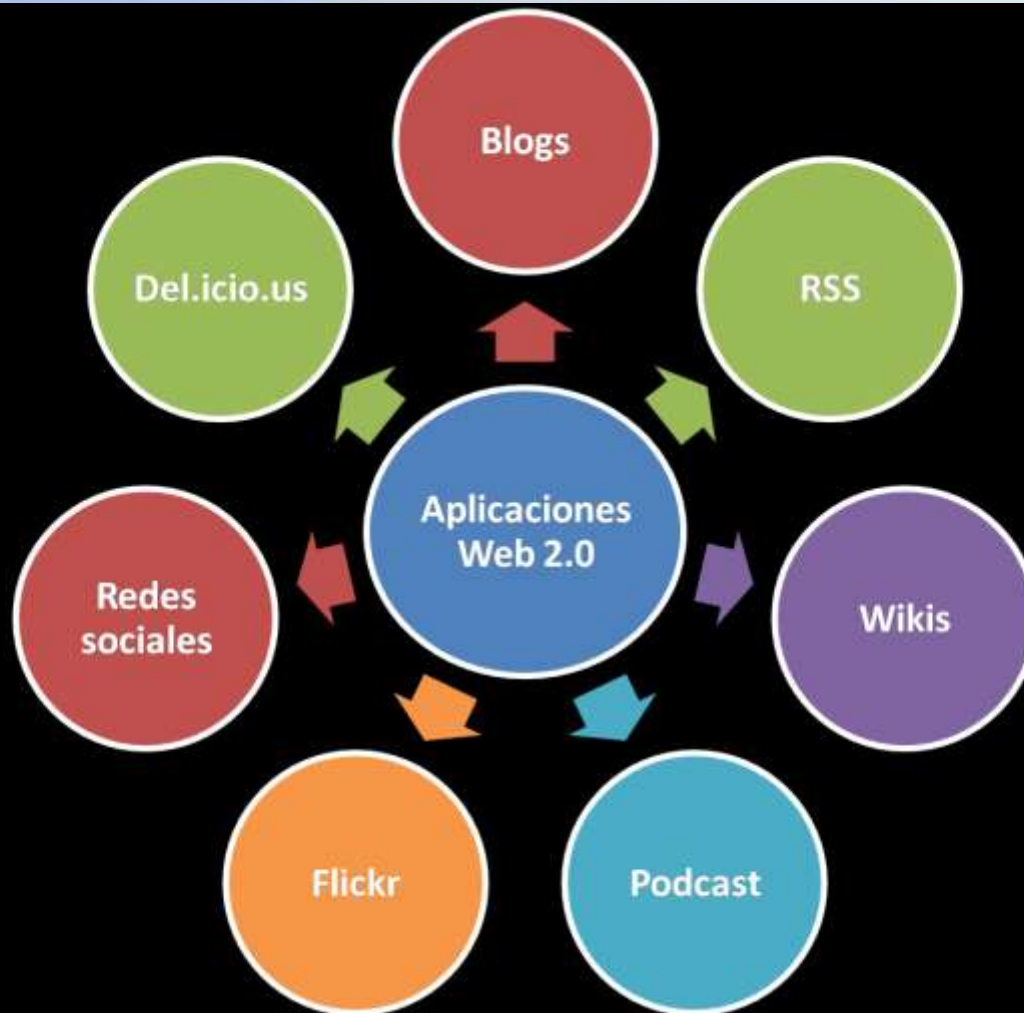 Blogs
Del.icio.us
RSS
Aplicaciones
Web 2.0
Redes
sociales
Wikis
Flickr
Podcast